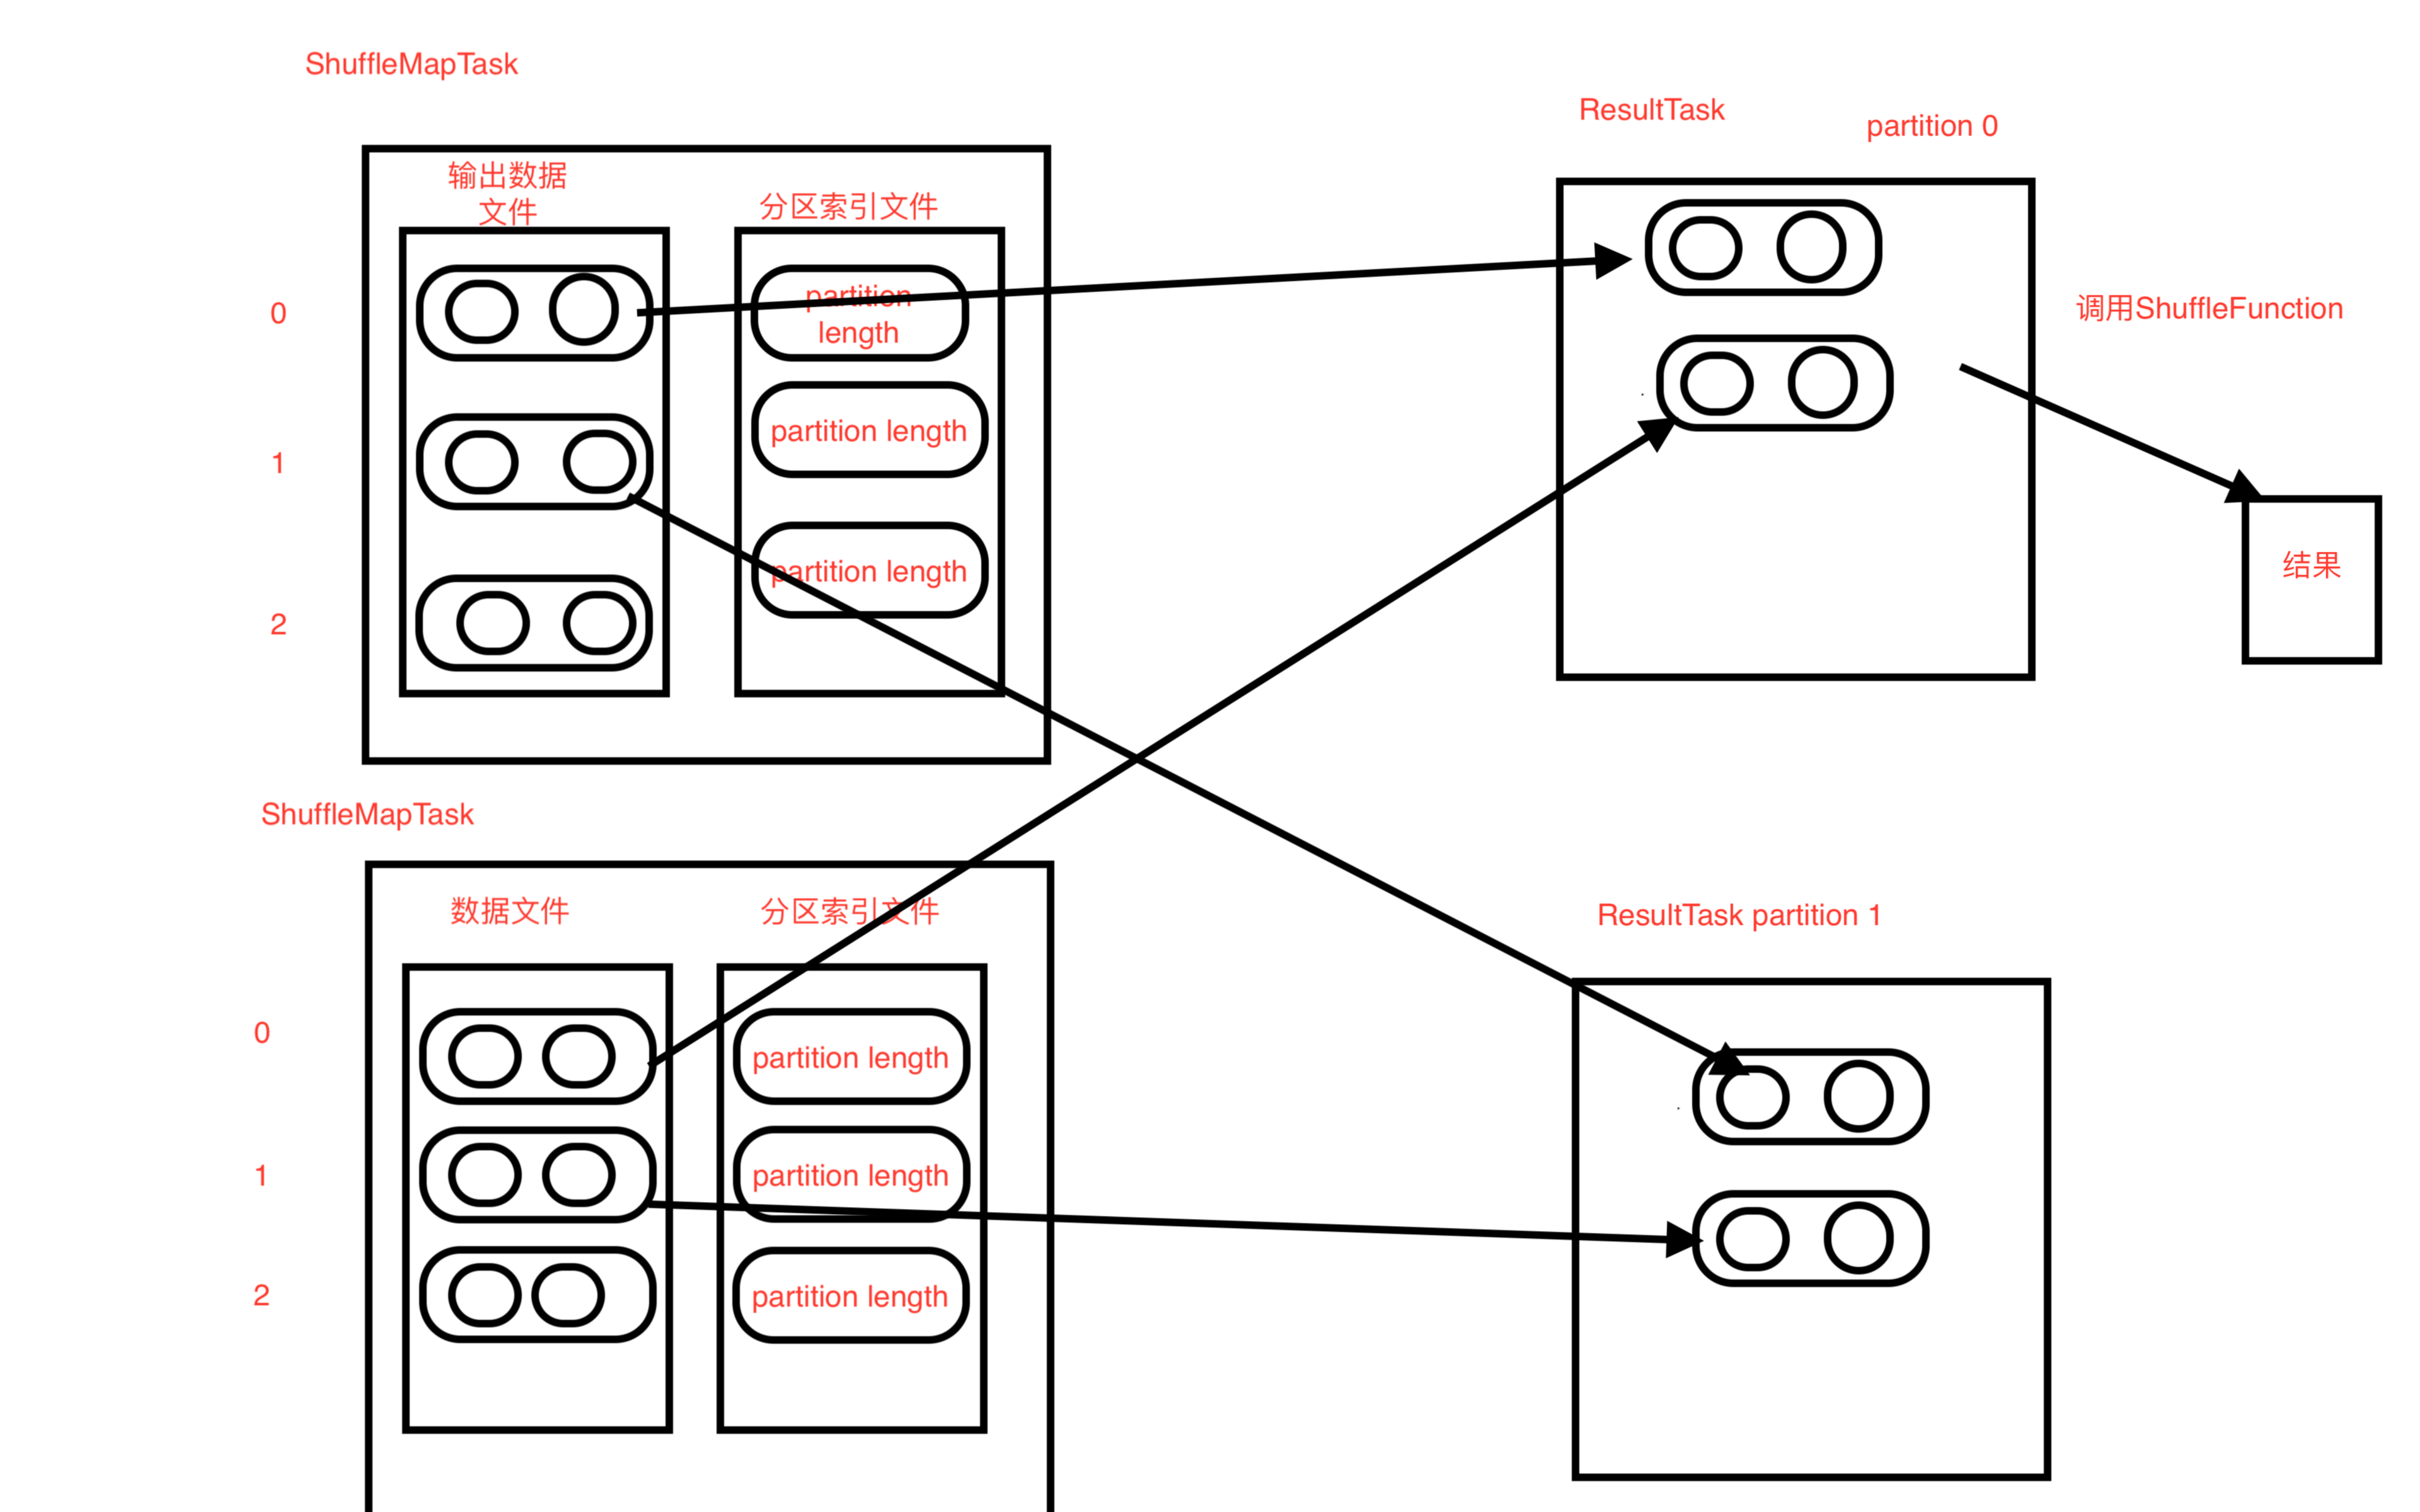 ShuffleMapTask
输出数据
文件
分区索引文件
0
partition
length
1
partition length
2
partition length
ResultTask
partition 0
调用ShuffleFunction
结果
ShuffleMapTask
数据文件
分区索引文件
0
partition length
1
partition length
2
partition length
ResultTask partition 1